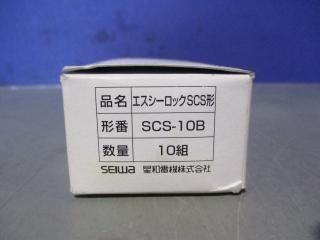 品名 エスシーロックSCS形
形番 SCS-10B
数量 10組
SEIWA 星和電機株式会社